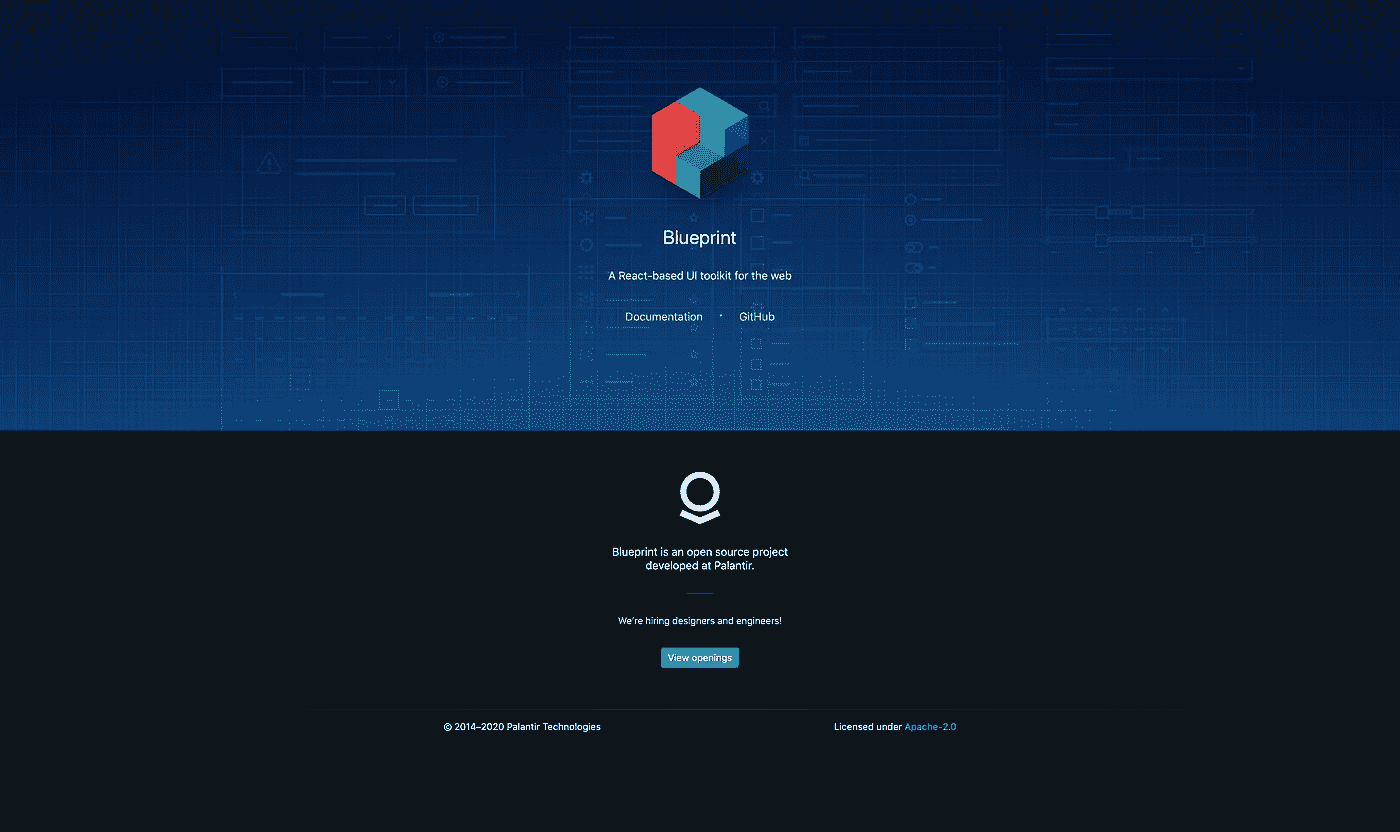 Blueprint
A React-based UI toolkit for the web
Documentation · GitHub
Blueprint is an open source project
developed at Palantir.
We're hiring designers and engineers!
View openings
© 2014–2020 Palantir Technologies
Licensed under Apache-2.0